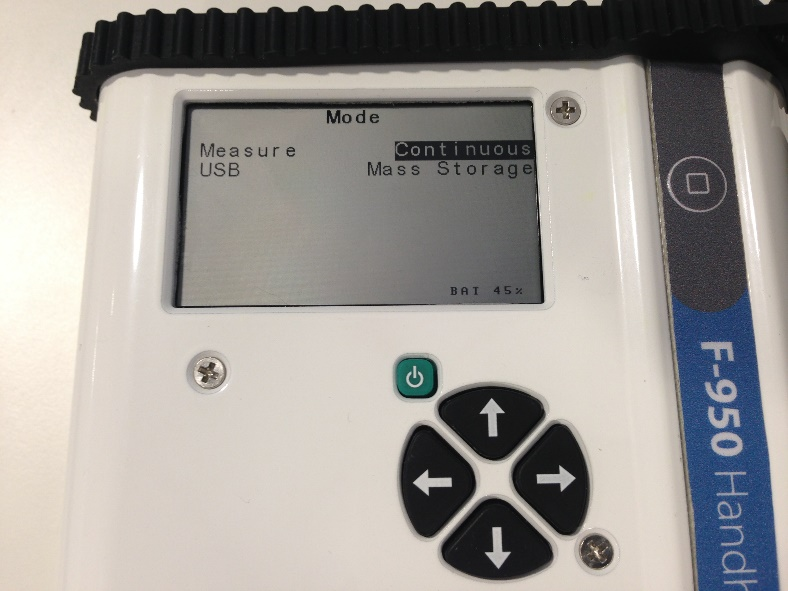 Mode
Measure Continuous
USB Mass Storage
BAT 45%
F-950